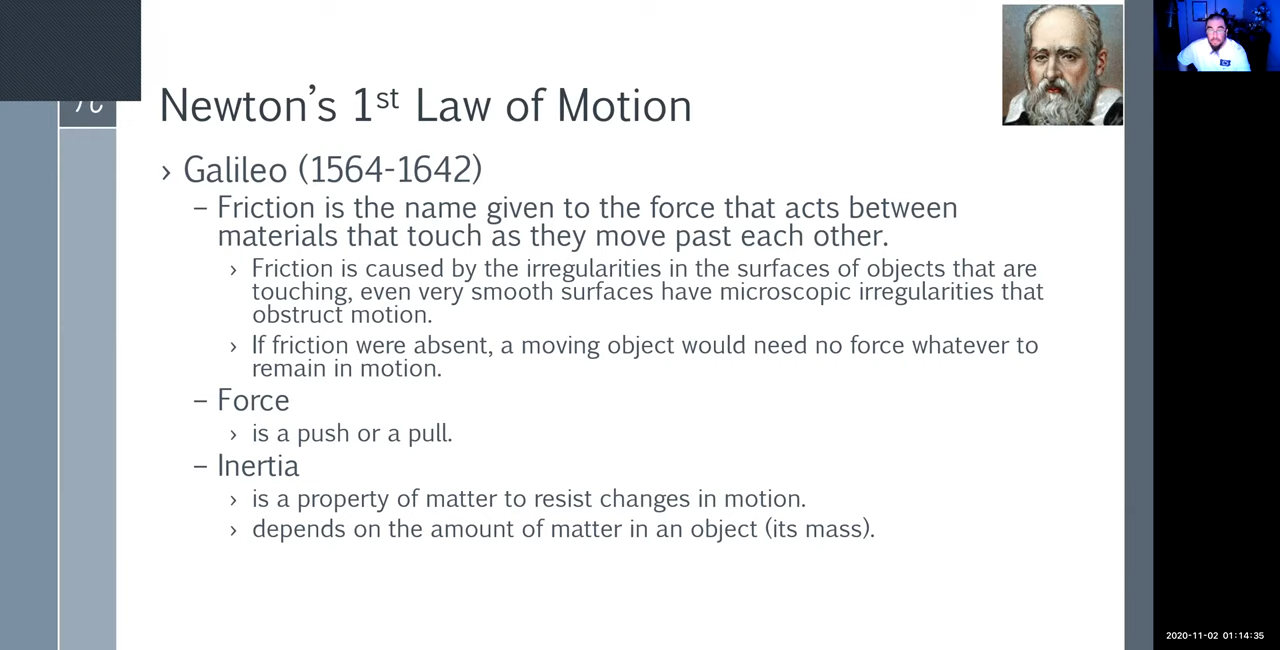 Newton's 1st Law of Motion
› Galileo (1564-1642)
– Friction is the name given to the force that acts between
materials that touch as they move past each other.
› Friction is caused by the irregularities in the surfaces of objects that are
touching, even very smooth surfaces have microscopic irregularities that
obstruct motion.
› If friction were absent, a moving object would need no force whatever to
remain in motion.
– Force
› is a push or a pull.
– Inertia
› is a property of matter to resist changes in motion.
› depends on the amount of matter in an object (its mass).
2020-11-02 01:14:35